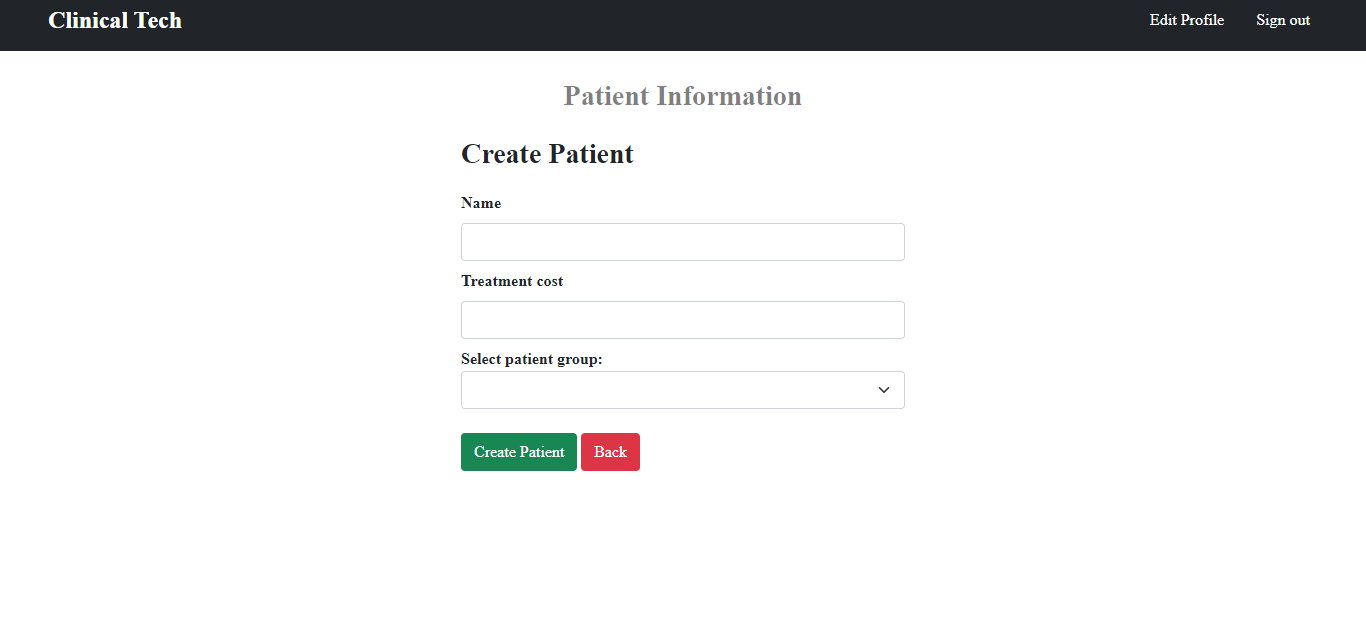 Clinical Tech Edit Profile Sign out
Patient Information
Create Patient
Name
Treatment cost
Select patient group:
Create Patient Back